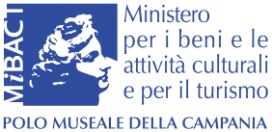 MiBACT
Ministero
per i beni e le
attività culturali
e per il turismo
POLO MUSEALE DELLA CAMPANIA